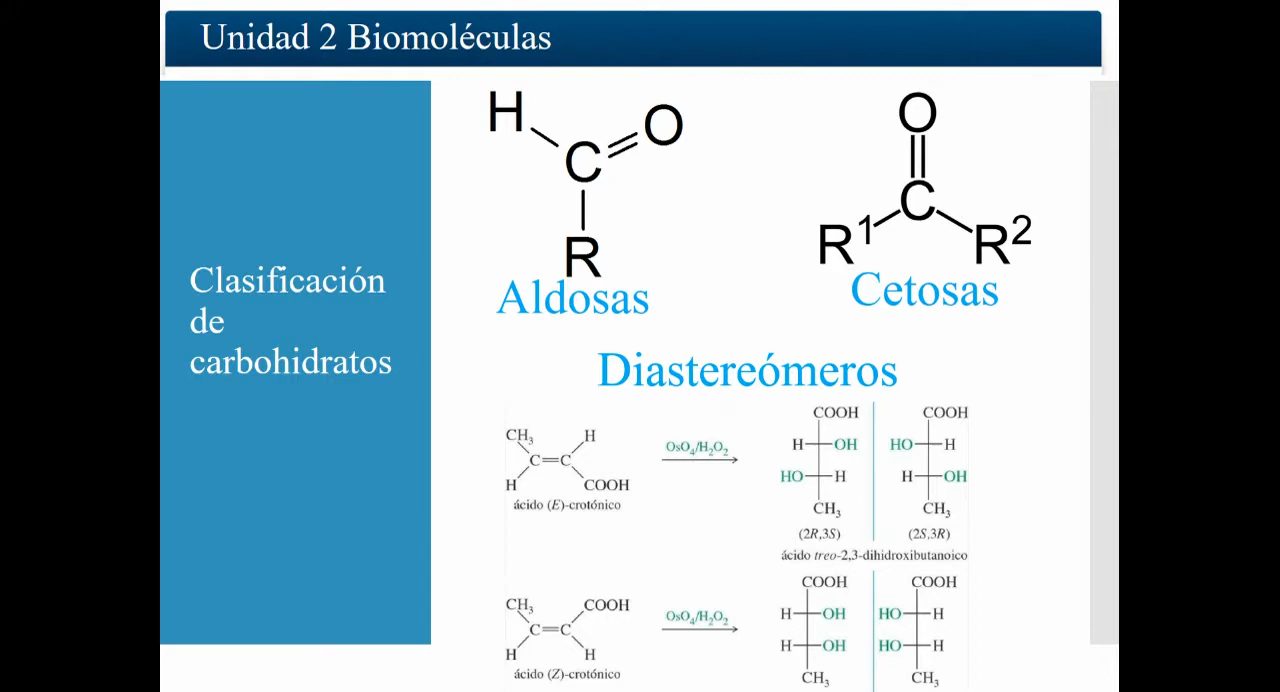 Unidad 2 Biomoléculas
Clasificación
de
carbohidratos
H
O
C
R
Aldosas
O
C
R¹ R²
Cetosas
Diastereómeros
CH₃ H
C=C
H COOH
ácido (E)-crotónico
OsO₄/H₂O₂
COOH
H OH
HO H
CH₃
(2R,3S)
COOH
HO H
H OH
CH₃
(2S,3R)
ácido treo-2,3-dihidroxibutanoico
CH₃ COOH
C=C
H H
ácido (Z)-crotónico
OsO₄/H₂O₂
COOH
H OH
H OH
CH₃
COOH
HO H
HO H
CH₃